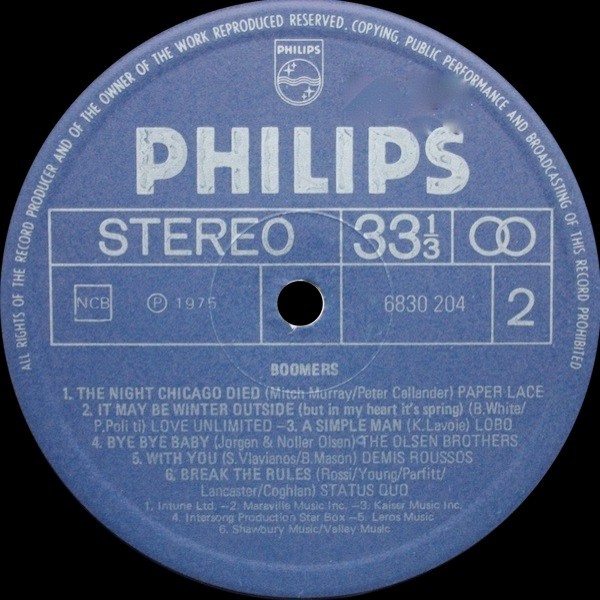 ALL RIGHTS OF THE RECORD PRODUCER AND OF THE OWNER OF THE WORK REPRODUCED RESERVED. COPYING, PUBLIC PERFORMANCE AND BROADCASTING OF THIS RECORD PROHIBITED
PHILIPS
PHILIPS
STEREO 33 1/3
NCB ℗ 1975 6830 204 2
BOOMERS
1. THE NIGHT CHICAGO DIED (Mitch Murray/Peter Callander) PAPER LACE
2. IT MAY BE WINTER OUTSIDE (but in my heart it's spring) (B.White/
P.Poli ti) LOVE UNLIMITED –3. A SIMPLE MAN (K.Lavoie) LOBO
4. BYE BYE BABY (Jorgen & Noller Olsen) THE OLSEN BROTHERS
5. WITH YOU (S.Vlavianos/B.Mason) DEMIS ROUSSOS
6. BREAK THE RULES (Rossi/Young/Parfitt/
Lancaster/Coghlan) STATUS QUO
1. Intune Ltd. –2. Maraville Music Inc. –3. Kaiser Music Inc.
4. Intersong Production Star Box –5. Leros Music
6. Shawbury Music/Valley Music